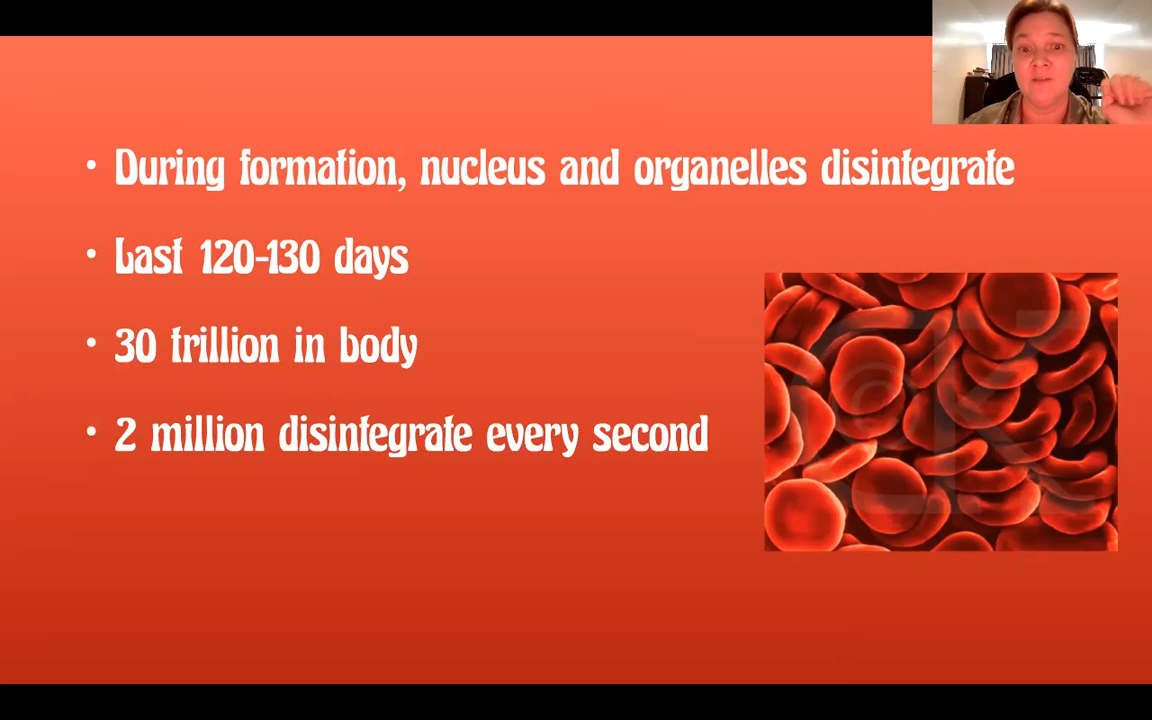 • During formation, nucleus and organelles disintegrate
• Last 120-130 days
• 30 trillion in body
• 2 million disintegrate every second